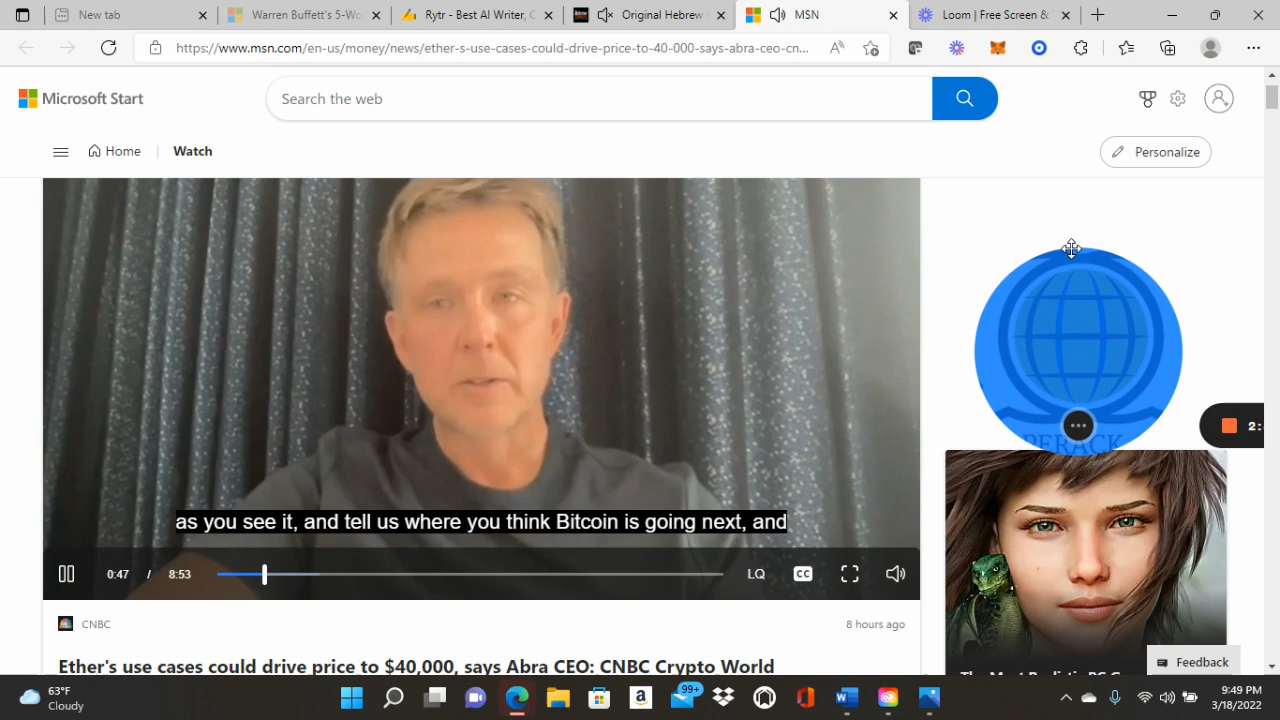 New tab
Warren Buffett's 5-Wo
Rytr - Best AI Writer, C
Original Hebrew
MSN
Loom | Free Screen &
https://www.msn.com/en-us/money/news/ether-s-use-cases-could-drive-price-to-40-000-says-abra-ceo-cn...
Microsoft Start
Search the web
Home
Watch
Personalize
PERACK
2:
as you see it, and tell us where you think Bitcoin is going next, and
0:47 / 8:53
LQ
CC
CNBC
8 hours ago
Ether's use cases could drive price to $40,000, says Abra CEO: CNBC Crypto World
Feedback
63°F
Cloudy
99+
9:49 PM
3/18/2022